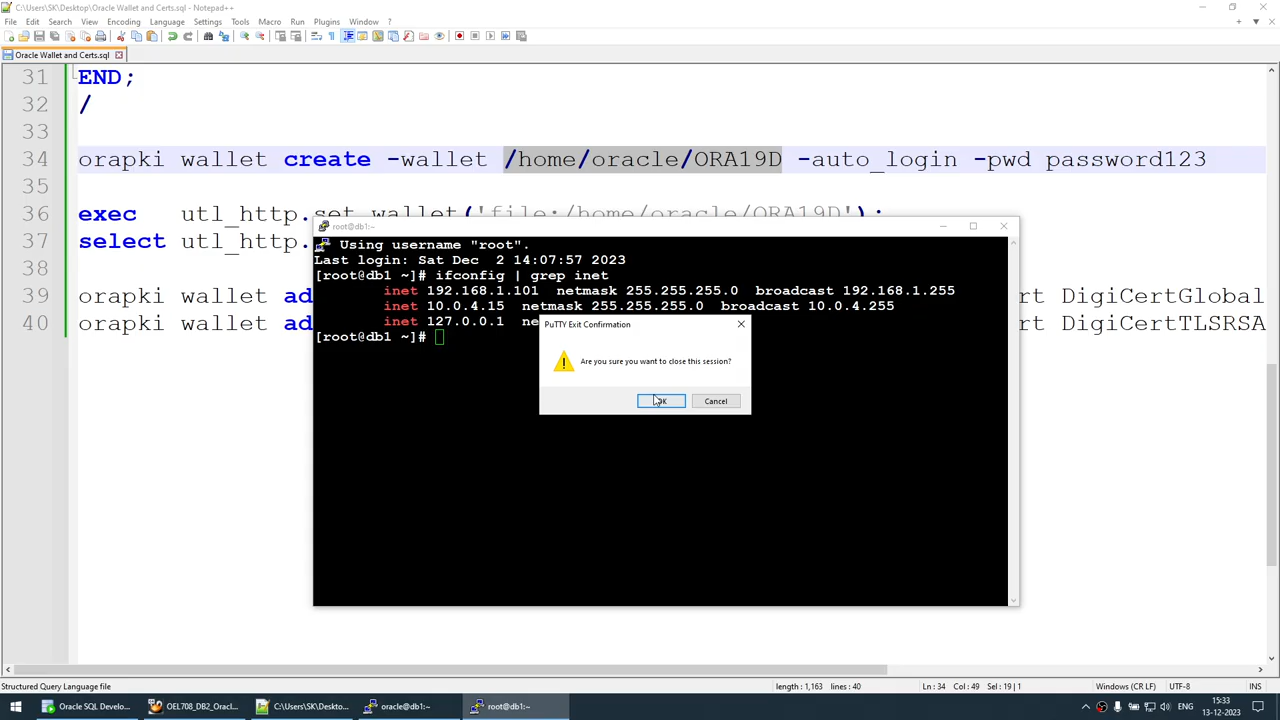 C:\Users\SK\Desktop\Oracle Wallet and Certs.sql - Notepad++
File Edit Search View Encoding Language Settings Tools Macro Run Plugins Window ?
Oracle Wallet and Certs.sql
31 END;
32 /
33
34 orapki wallet create -wallet /home/oracle/ORA19D -auto_login -pwd password123
35
36 exec utl_http.set_wallet('file:/home/oracle/ORA19D');
37 select utl_http.
38
39 orapki wallet ad rt DigiCertGlobal
40 orapki wallet ad rt DigiCertTLSRSA
root@db1:~
Using username "root".
Last login: Sat Dec  2 14:07:57 2023
[root@db1 ~]# ifconfig | grep inet
inet 192.168.1.101  netmask 255.255.255.0  broadcast 192.168.1.255
inet 10.0.4.15  netmask 255.255.255.0  broadcast 10.0.4.255
inet 127.0.0.1  ne
[root@db1 ~]#
PuTTY Exit Confirmation
Are you sure you want to close this session?
OK Cancel
Structured Query Language file length : 1,163 lines : 40 Ln : 34 Col : 49 Sel : 19 | 1 Windows (CR LF) UTF-8 INS
Oracle SQL Develo... OEL708_DB2_Oracl... C:\Users\SK\Deskto... oracle@db1:~ root@db1:~ ENG 15:33
13-12-2023